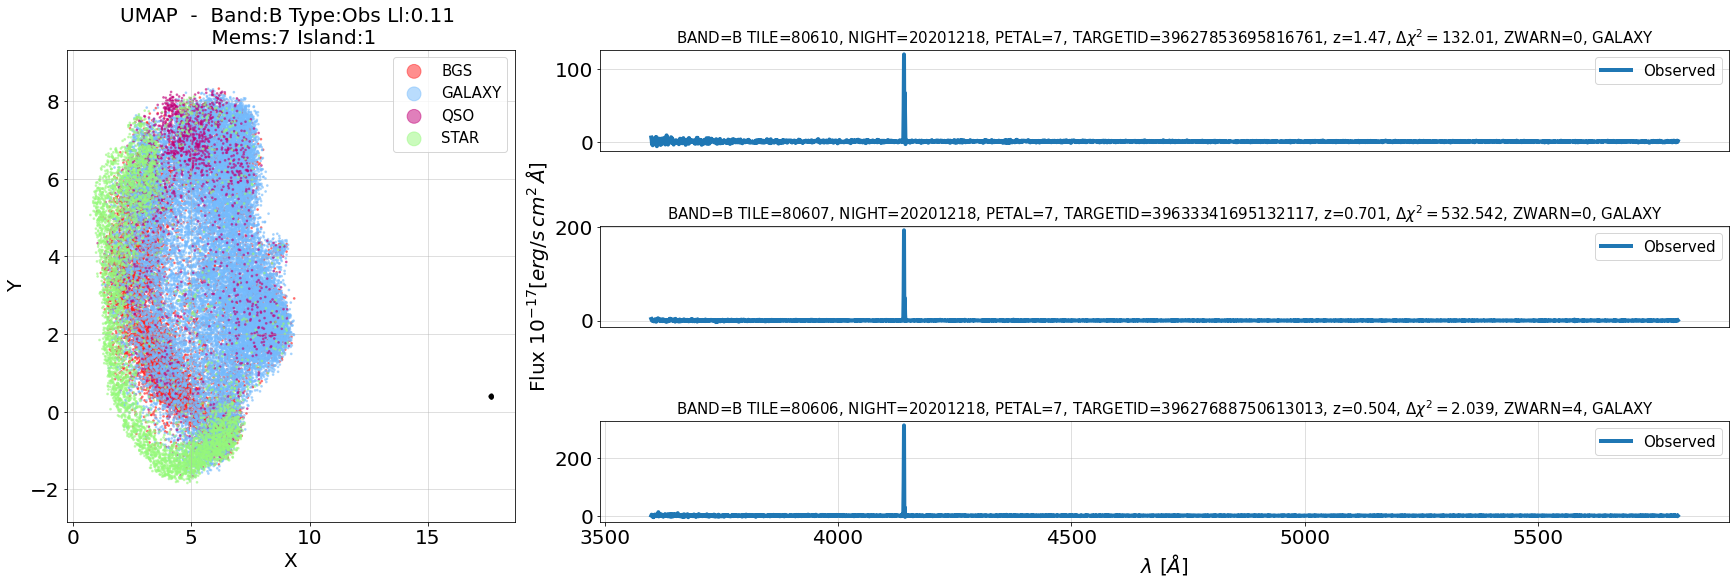 UMAP - Band:B Type:Obs Ll:0.11
Mems:7 Island:1
BGS
GALAXY
QSO
STAR
8
6
4
2
0
−2
Y
0
5
10
15
X
BAND=B TILE=80610, NIGHT=20201218, PETAL=7, TARGETID=39627853695816761, z=1.47, Δχ² = 132.01, ZWARN=0, GALAXY
Observed
100
0
BAND=B TILE=80607, NIGHT=20201218, PETAL=7, TARGETID=39633341695132117, z=0.701, Δχ² = 532.542, ZWARN=0, GALAXY
Observed
200
0
Flux 10⁻¹⁷[erg/s cm² Å]
BAND=B TILE=80606, NIGHT=20201218, PETAL=7, TARGETID=39627688750613013, z=0.504, Δχ² = 2.039, ZWARN=4, GALAXY
Observed
200
0
3500
4000
4500
5000
5500
λ [Å]